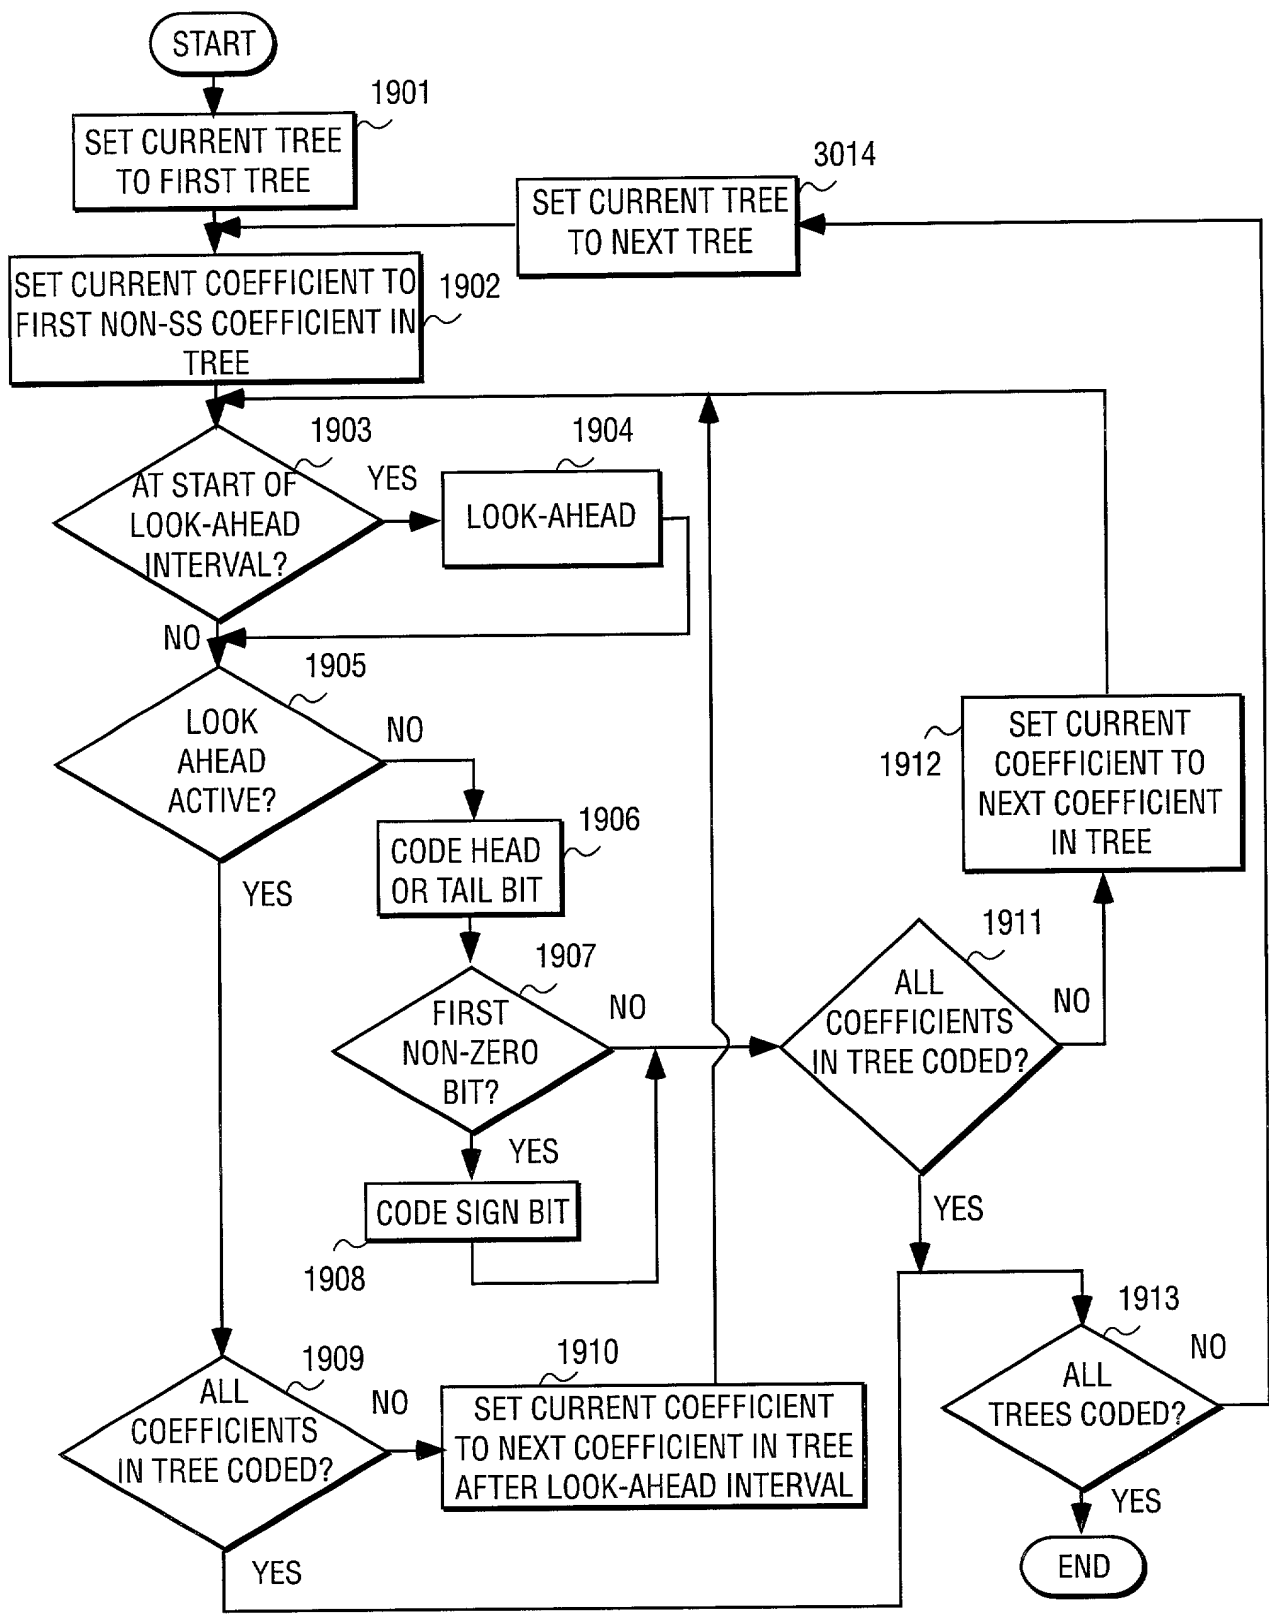 START
1901
SET CURRENT TREE
TO FIRST TREE
3014
SET CURRENT TREE
TO NEXT TREE
SET CURRENT COEFFICIENT TO
FIRST NON-SS COEFFICIENT IN
TREE
1902
1903
AT START OF
LOOK-AHEAD
INTERVAL?
YES
1904
LOOK-AHEAD
NO
1905
LOOK
AHEAD
ACTIVE?
NO
YES
1906
CODE HEAD
OR TAIL BIT
1907
FIRST
NON-ZERO
BIT?
NO
YES
CODE SIGN BIT
1908
1911
ALL
COEFFICIENTS
IN TREE CODED?
NO
YES
1912
SET CURRENT
COEFFICIENT TO
NEXT COEFFICIENT
IN TREE
1909
ALL
COEFFICIENTS
IN TREE CODED?
NO
YES
1910
SET CURRENT COEFFICIENT
TO NEXT COEFFICIENT IN TREE
AFTER LOOK-AHEAD INTERVAL
1913
ALL
TREES CODED?
NO
YES
END